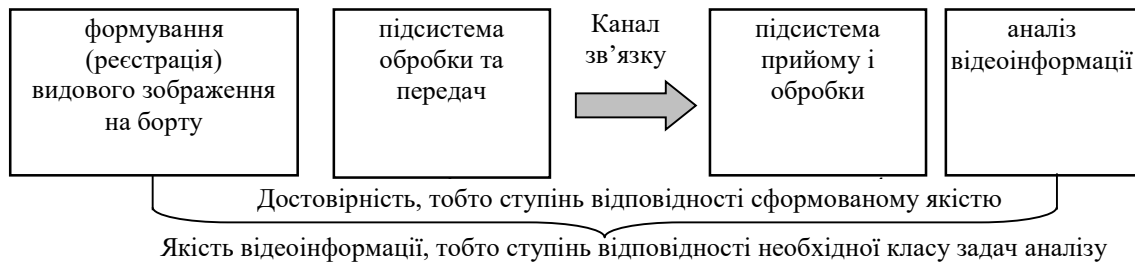 формування
(реєстрація)
видового зображення
на борту
підсистема
обробки та
передач
Канал
зв’язку
підсистема
прийому і
обробки
аналіз
відеоінформації
Достовірність, тобто ступінь відповідності сформованому якістю
Якість відеоінформації, тобто ступінь відповідності необхідної класу задач аналізу